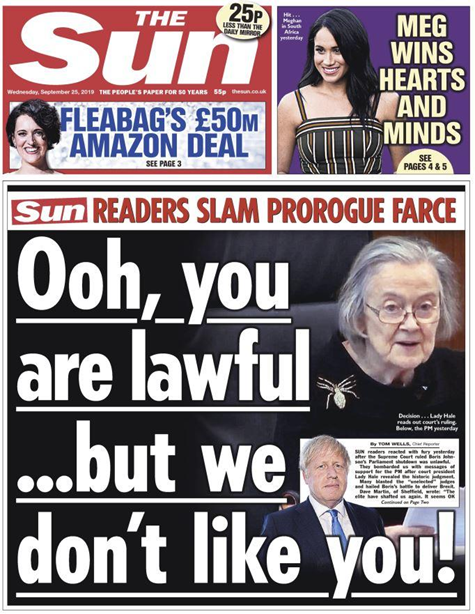 THE
Sun
25P
LESS THAN THE
DAILY MIRROR
Wednesday, September 25, 2019 THE PEOPLE'S PAPER FOR 50 YEARS 55p thesun.co.uk
FLEABAG'S £50M
AMAZON DEAL
SEE PAGE 3
Hit . . .
Meghan
in South
Africa
yesterday
MEG
WINS
HEARTS
AND
MINDS
SEE
PAGES 4 & 5
Sun READERS SLAM PROROGUE FARCE
Ooh, you
are lawful
...but we
don't like you!
Decision . . . Lady Hale
reads out court's ruling.
Below, the PM yesterday
By TOM WELLS, Chief Reporter
SUN readers reacted with fury yesterday
after the Supreme Court ruled Boris John-
son's Parliament shutdown was unlawful.
They bombarded us with messages of
support for the PM after court president
Lady Hale revealed the historic judgment.
Many blasted the "unelected" judges
and hailed Boris's battle to deliver Brexit.
Dave Martin, of Sheffield, wrote: "The
elite have shafted us again. It seems OK
Continued on Page Two